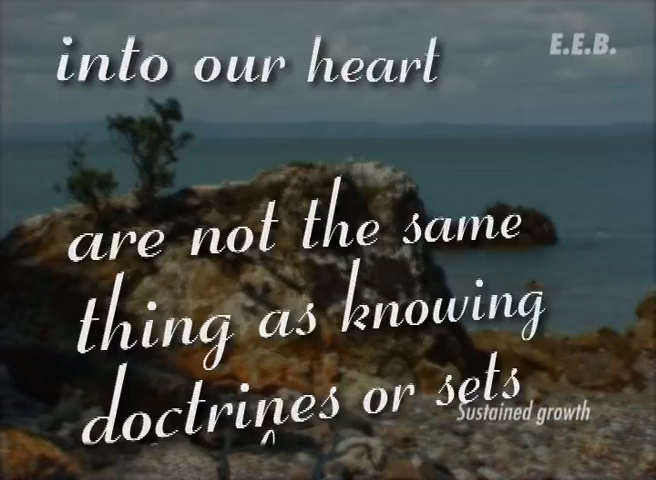 into our heart
E.E.B.
are not the same
thing as knowing
doctrines or sets
Sustained growth